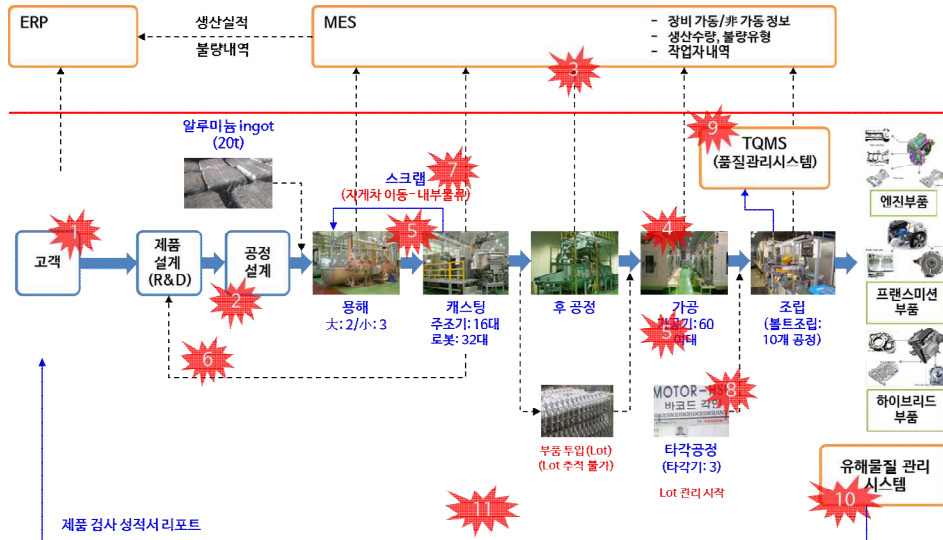 ERP
생산실적
불량내역
MES
- 장비 가동/非 가동 정보
- 생산수량, 불량유형
- 작업자 내역
3
알루미늄 ingot
(20t)
스크랩
7
(지게차 이동-내부물류)
9
TQMS
(품질관리시스템)
엔진부품
1
고객
제품
설계
(R&D)
공정
설계
2
5
4
용해
大: 2/小: 3
캐스팅
주조기: 16대
로봇: 32대
후 공정
가공
가공기: 60
여대
5
조립
(볼트조립:
10개 공정)
프랜스미션
부품
6
하이브리드
부품
부품 투입(Lot)
(Lot 추적 불가)
바코드 각인
8
타각공정
(타각기: 3)
Lot 관리 시작
유해물질 관리
시스템
10
11
제품 검사 성적서 리포트